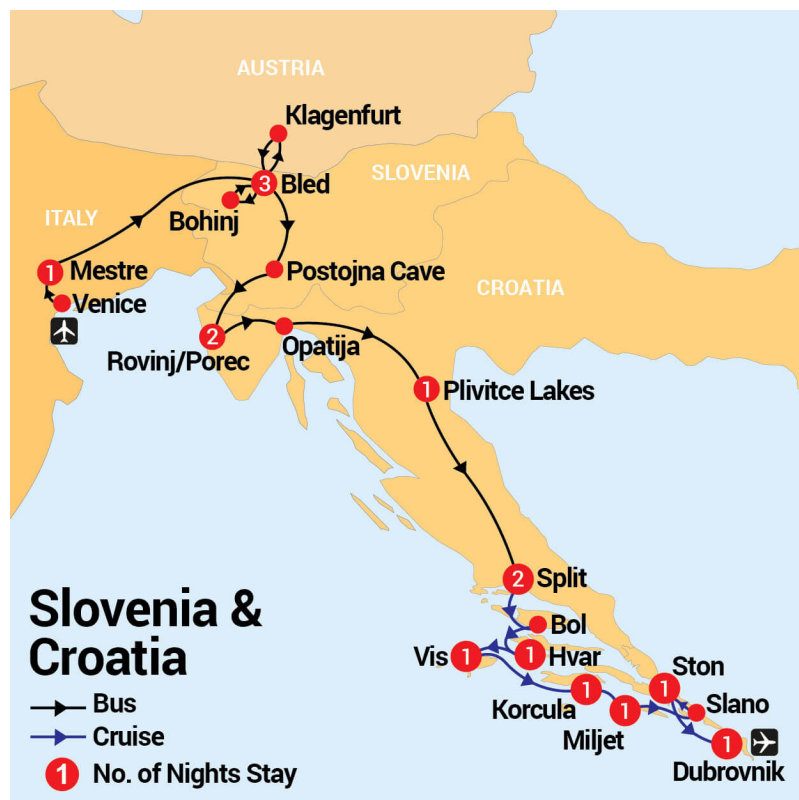 AUSTRIA
Klagenfurt
SLOVENIA
3 Bled
Bohinj
ITALY
1 Mestre
Postojna Cave
CROATIA
Venice
2
Rovinj/Porec
Opatija
1 Plivitce Lakes
2 Split
Slovenia &
Croatia
Bol
Vis 1
1 Hvar
Ston
1
Korcula 1
Slano
Miljet 1
1
Dubrovnik
Bus
Cruise
1 No. of Nights Stay